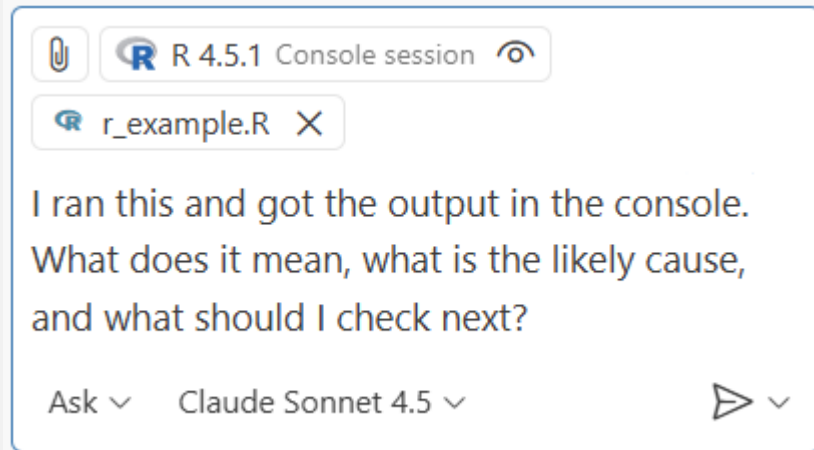 R R 4.5.1 Console session
R r_example.R
I ran this and got the output in the console.
What does it mean, what is the likely cause,
and what should I check next?
Ask Claude Sonnet 4.5